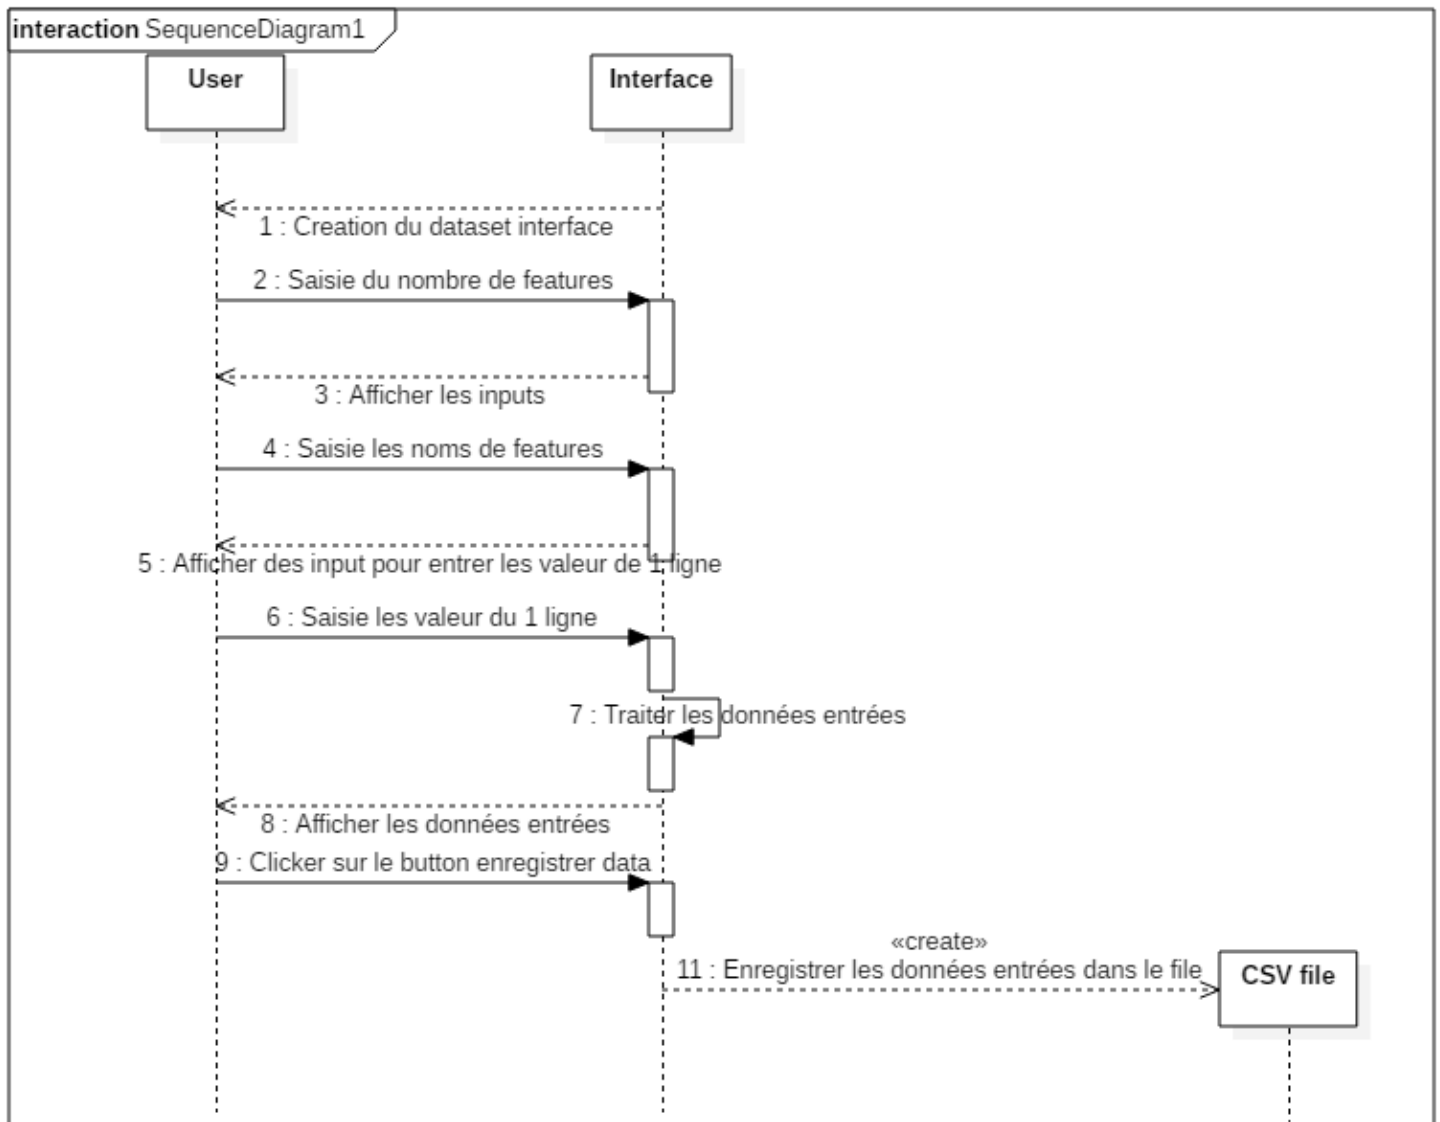 interaction SequenceDiagram1
User
Interface
1 : Creation du dataset interface
2 : Saisie du nombre de features
3 : Afficher les inputs
4 : Saisie les noms de features
5 : Afficher des input pour entrer les valeur de 1 ligne
6 : Saisie les valeur du 1 ligne
7 : Traiter les données entrées
8 : Afficher les données entrées
9 : Clicker sur le button enregistrer data
«create»
11 : Enregistrer les données entrées dans le file
CSV file